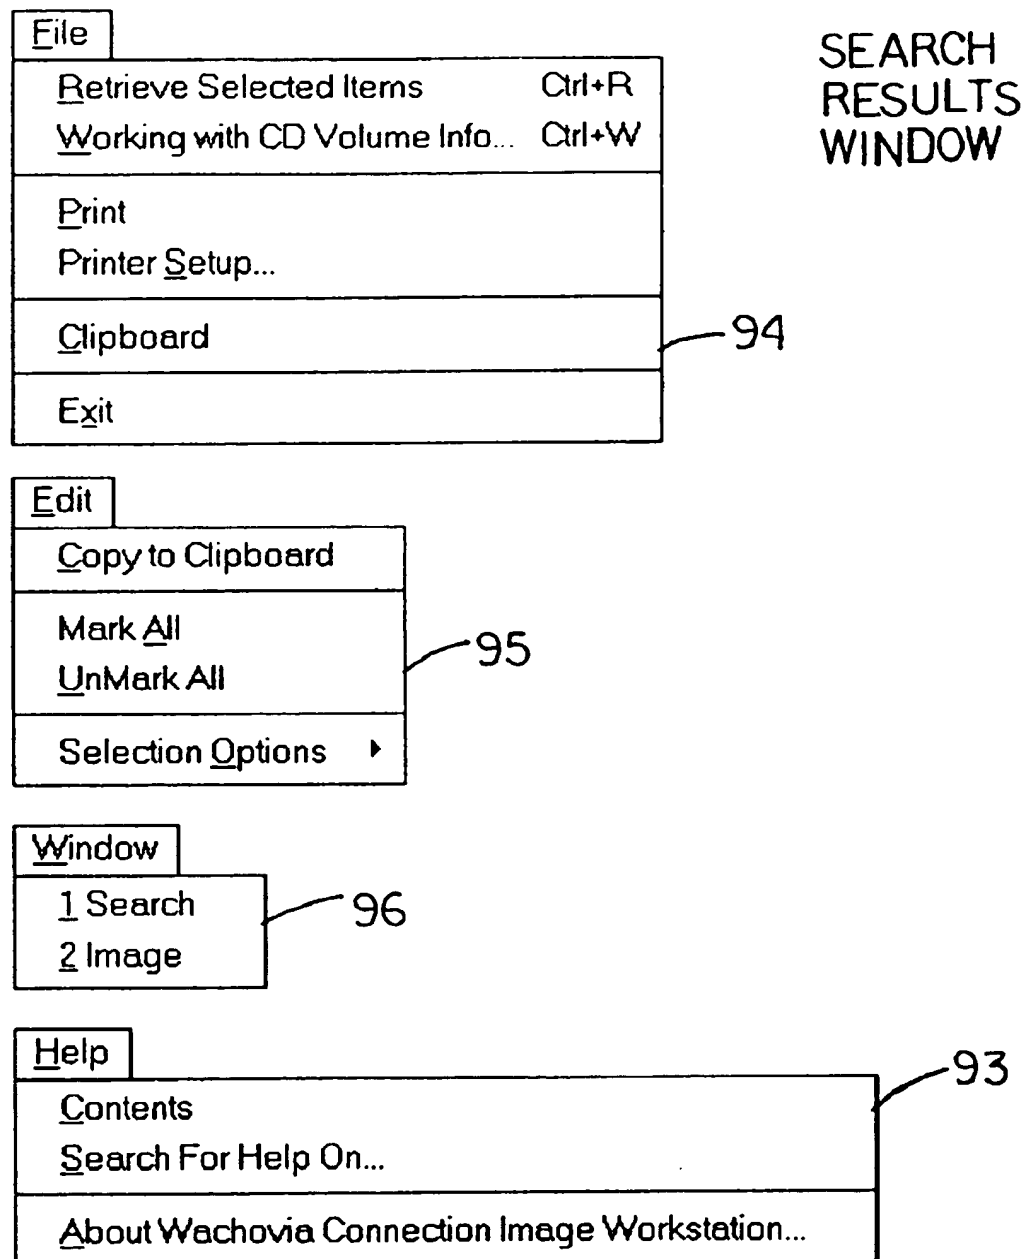 File
SEARCH
RESULTS
WINDOW
Retrieve Selected Items Ctrl+R
Working with CD Volume Info... Ctrl+W
Print
Printer Setup...
Clipboard
94
Exit
Edit
Copy to Clipboard
Mark All
UnMark All
95
Selection Options
Window
1 Search
2 Image
96
Help
93
Contents
Search For Help On...
About Wachovia Connection Image Workstation...